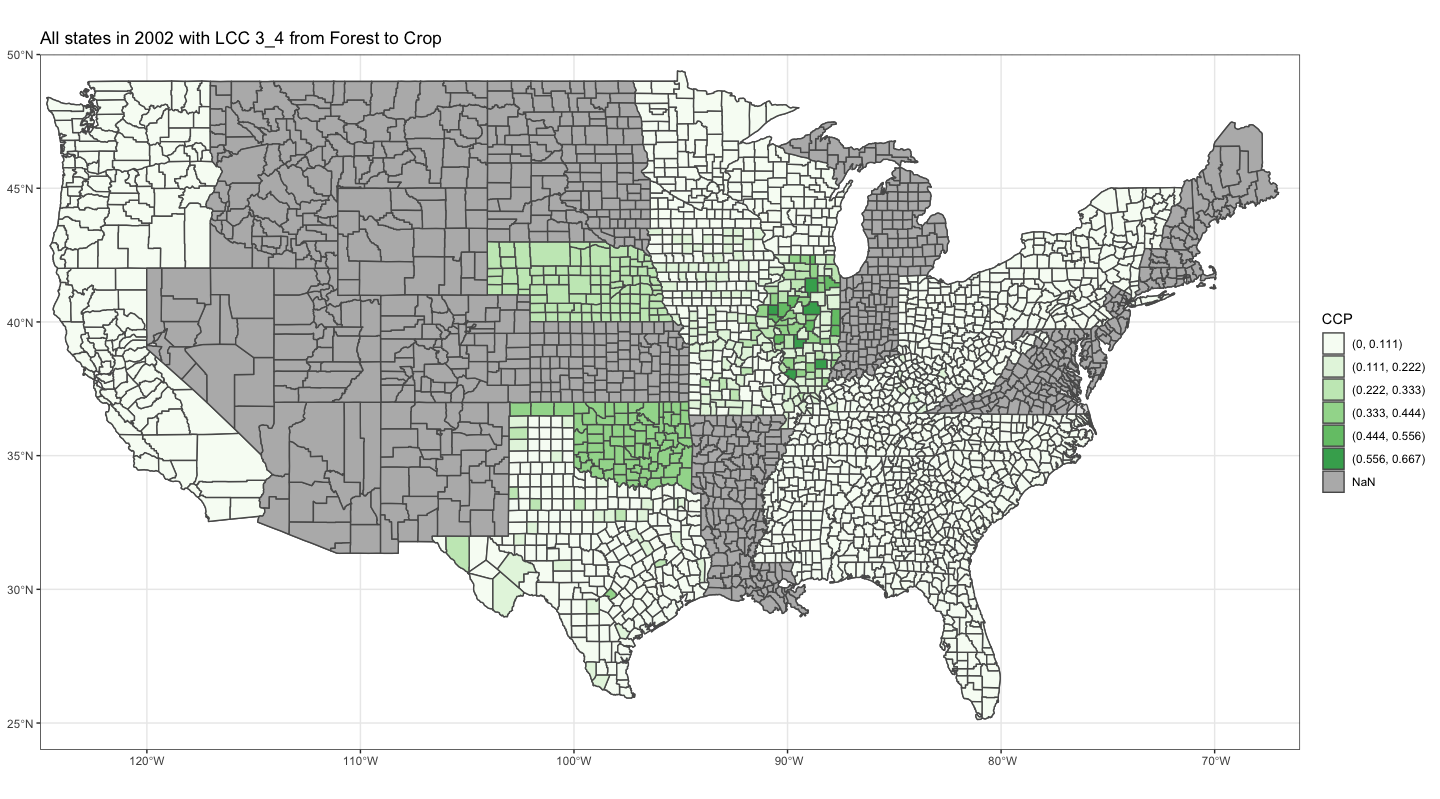 All states in 2002 with LCC 3_4 from Forest to Crop
50°N
45°N
40°N
35°N
30°N
25°N
120°W
110°W
100°W
90°W
80°W
70°W
CCP
(0, 0.111)
(0.111, 0.222)
(0.222, 0.333)
(0.333, 0.444)
(0.444, 0.556)
(0.556, 0.667)
NaN